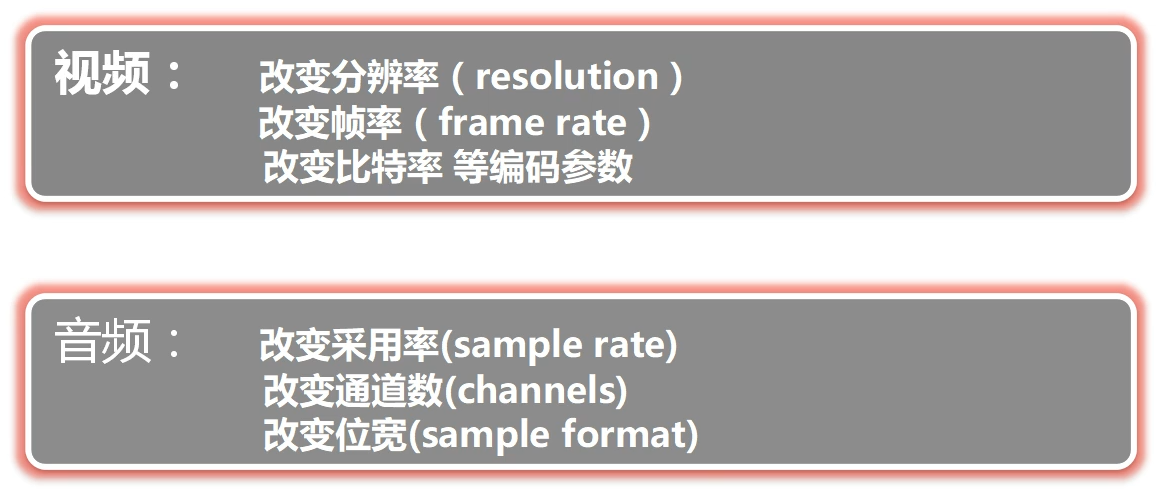 视频： 改变分辨率（resolution）
改变帧率（frame rate）
改变比特率 等编码参数
音频： 改变采用率(sample rate)
改变通道数(channels)
改变位宽(sample format)